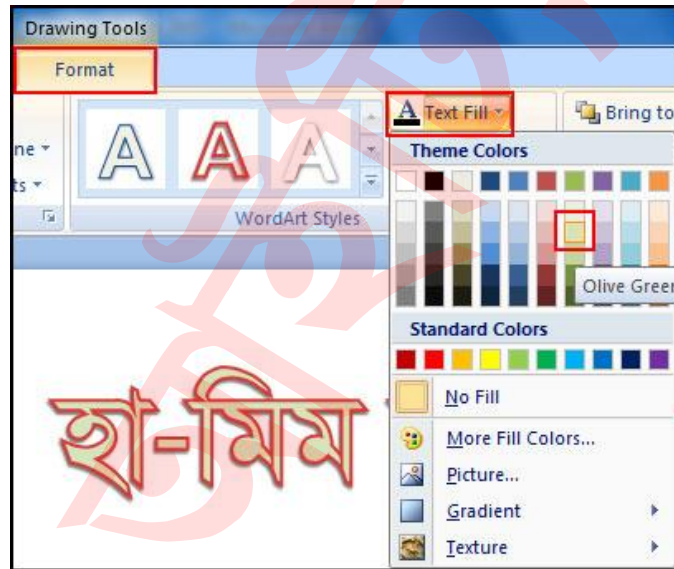 Drawing Tools
Format
A Text Fill
Bring to
ne
ts
A A A
WordArt Styles
Theme Colors
Olive Green
Standard Colors
No Fill
More Fill Colors...
Picture...
Gradient
Texture
হা-মিম